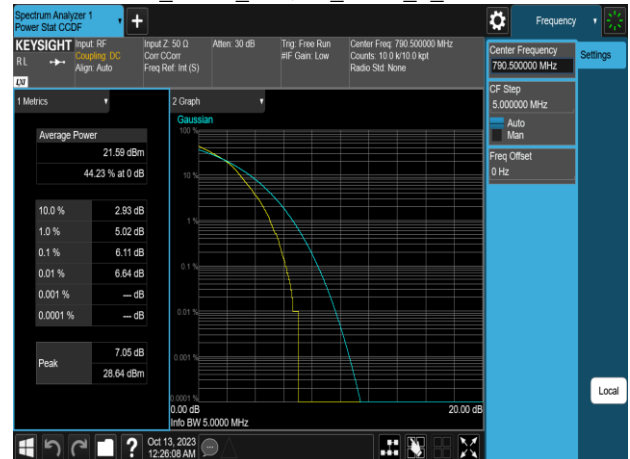 Spectrum Analyzer 1
Power Stat CCDF
Frequency
KEYSIGHT
RL
LXI
Input: RF
Coupling: DC
Align: Auto
Input Z: 50 Ω
Corr CCorr
Freq Ref: Int (S)
Atten: 30 dB
Trig: Free Run
#IF Gain: Low
Center Freq: 790.500000 MHz
Counts: 10.0 k/10.0 kpt
Radio Std: None
Center Frequency
790.500000 MHz
Settings
CF Step
5.000000 MHz
Auto
Man
Freq Offset
0 Hz
1 Metrics
Average Power
21.59 dBm
44.23 % at 0 dB
10.0 % 2.93 dB
1.0 % 5.02 dB
0.1 % 6.11 dB
0.01 % 6.64 dB
0.001 % --- dB
0.0001 % --- dB
Peak
7.05 dB
28.64 dBm
2 Graph
Gaussian
100 %
10 %
1 %
0.1 %
0.01 %
0.001 %
0.0001 %
0.00 dB
20.00 dB
Info BW 5.0000 MHz
Local
?
Oct 13, 2023
12:26:08 AM